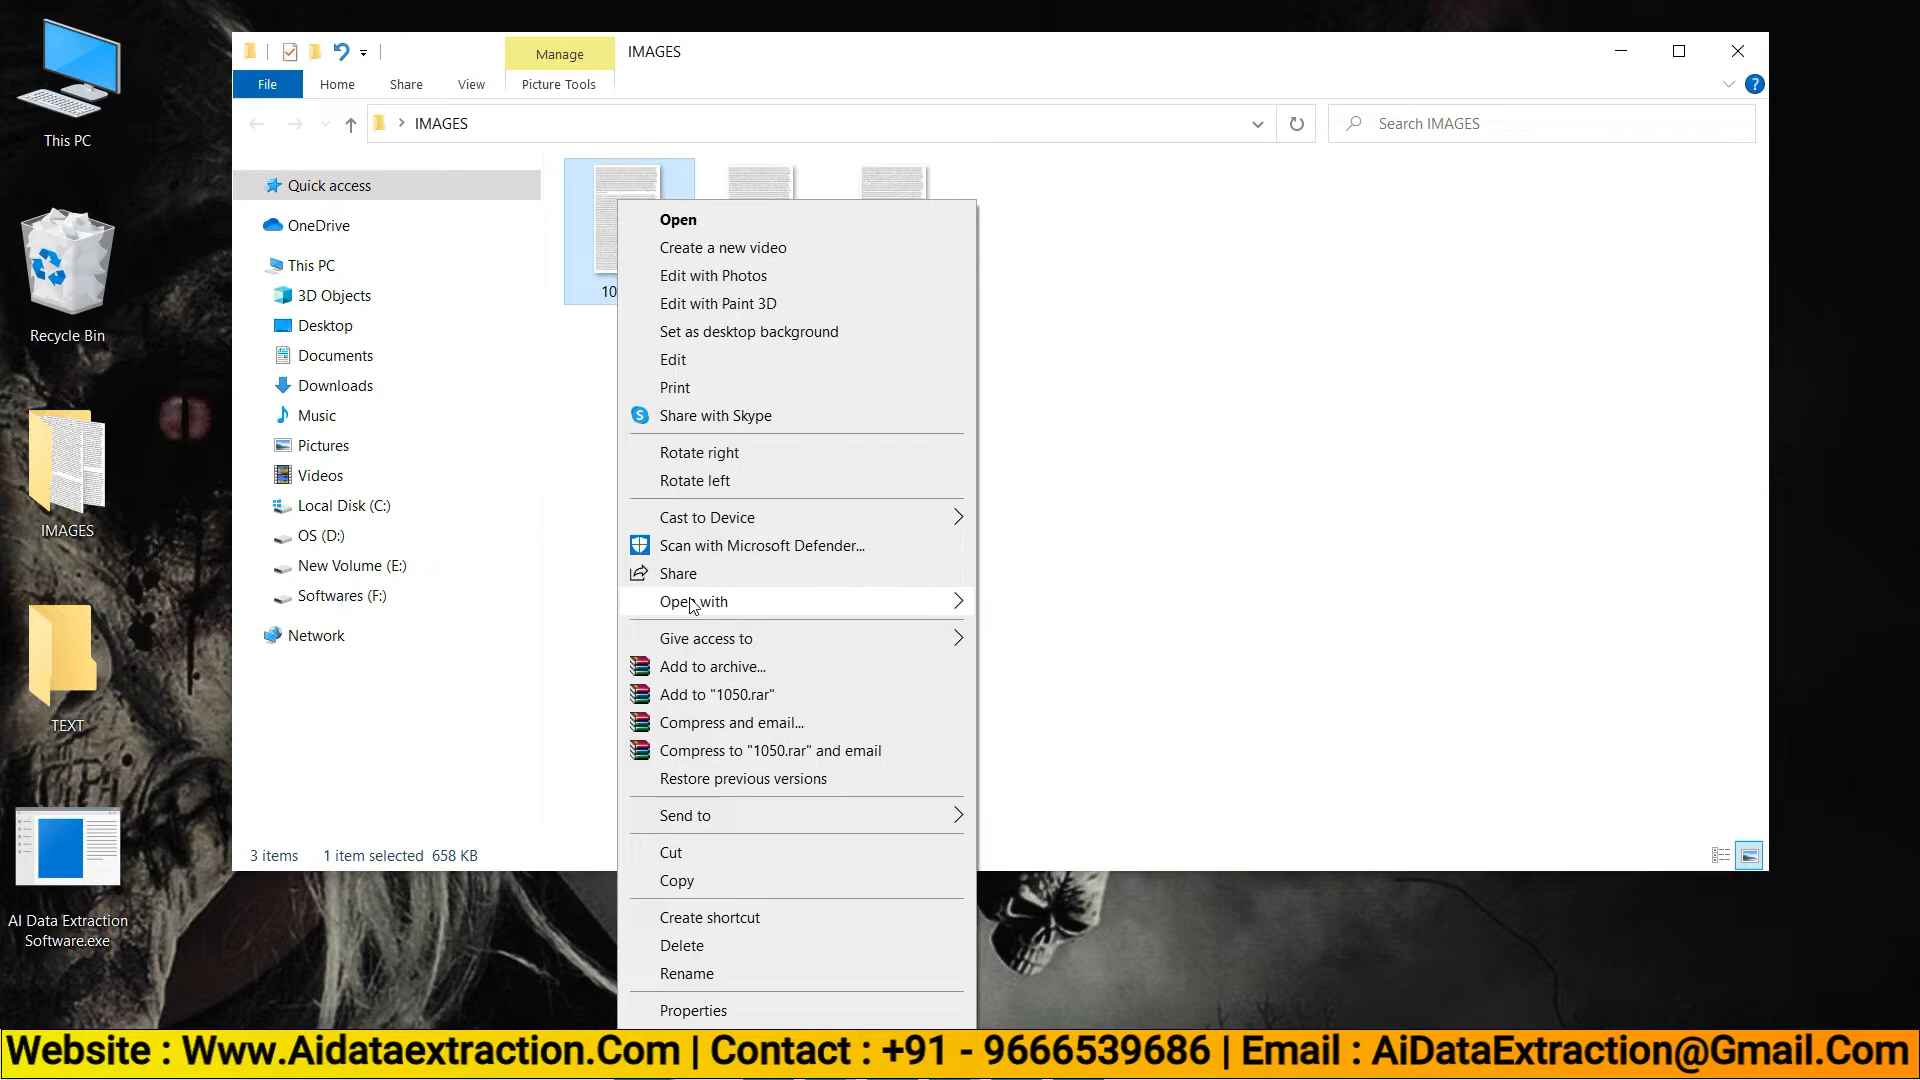 This PC
Recycle Bin
IMAGES
TEXT
AI Data Extraction
Software.exe
Manage
IMAGES
File
Home
Share
View
Picture Tools
IMAGES
Search IMAGES
Quick access
OneDrive
This PC
3D Objects
Desktop
Documents
Downloads
Music
Pictures
Videos
Local Disk (C:)
OS (D:)
New Volume (E:)
Softwares (F:)
Network
10
Open
Create a new video
Edit with Photos
Edit with Paint 3D
Set as desktop background
Edit
Print
Share with Skype
Rotate right
Rotate left
Cast to Device
Scan with Microsoft Defender...
Share
Open with
Give access to
Add to archive...
Add to "1050.rar"
Compress and email...
Compress to "1050.rar" and email
Restore previous versions
Send to
Cut
Copy
Create shortcut
Delete
Rename
Properties
3 items 1 item selected 658 KB
Website : Www.Aidataextraction.Com | Contact : +91 - 9666539686 | Email : AiDataExtraction@Gmail.Com